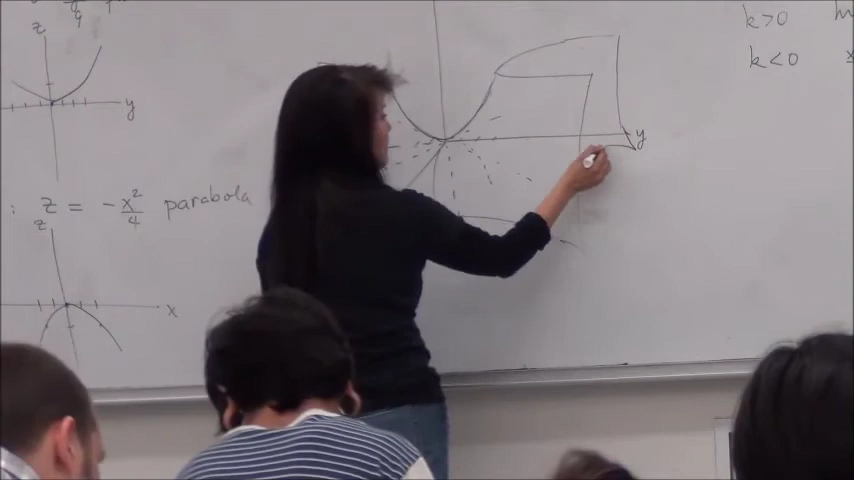 z
y
: z = -x²/4 parabola
z
x
y
k>0
k<0